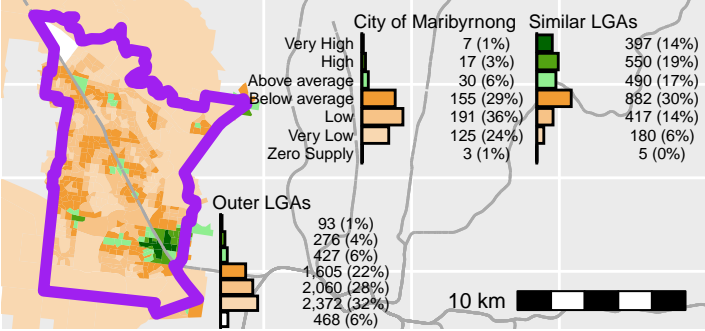 City of Maribyrnong Similar LGAs
Very High 7 (1%) 397 (14%)
High 17 (3%) 550 (19%)
Above average 30 (6%) 490 (17%)
Below average 155 (29%) 882 (30%)
Low 191 (36%) 417 (14%)
Very Low 125 (24%) 180 (6%)
Zero Supply 3 (1%) 5 (0%)
Outer LGAs
93 (1%)
276 (4%)
427 (6%)
1,605 (22%)
2,060 (28%)
2,372 (32%)
468 (6%)
10 km